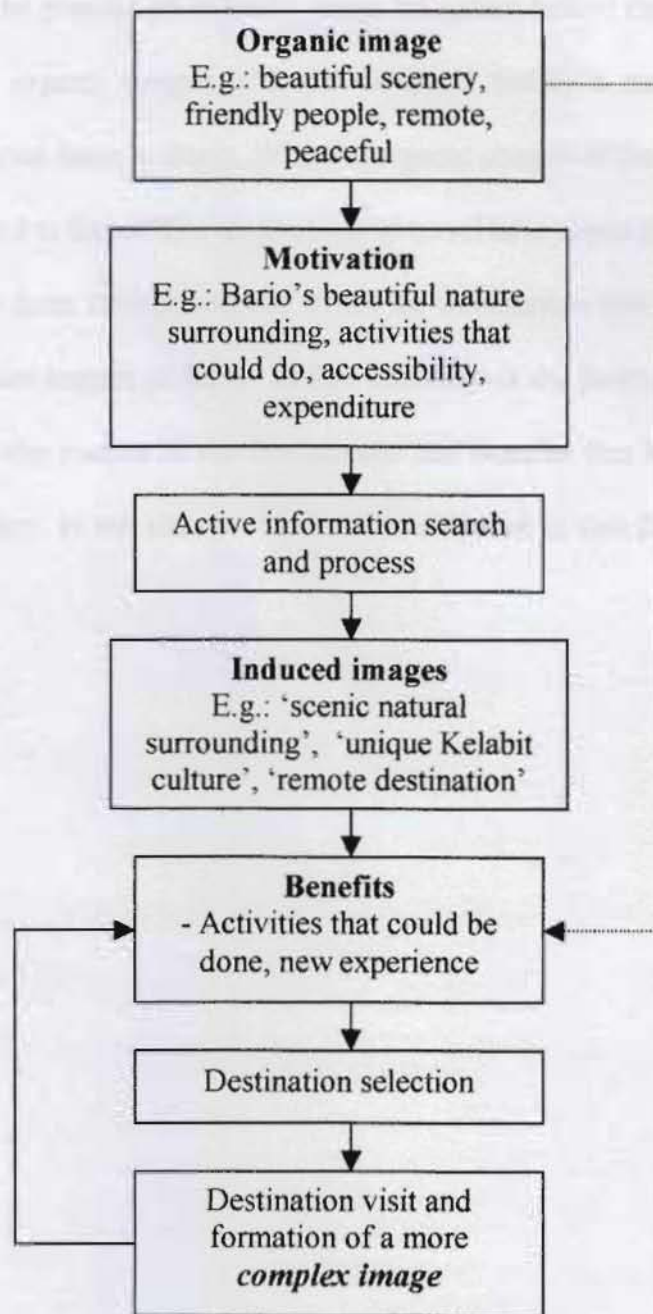 Organic image
E.g.: beautiful scenery,
friendly people, remote,
peaceful
Motivation
E.g.: Bario's beautiful nature
surrounding, activities that
could do, accessibility,
expenditure
Active information search
and process
Induced images
E.g.: ‘scenic natural
surrounding’, ‘unique Kelabit
culture’, ‘remote destination’
Benefits
- Activities that could be
done, new experience
Destination selection
Destination visit and
formation of a more
complex image